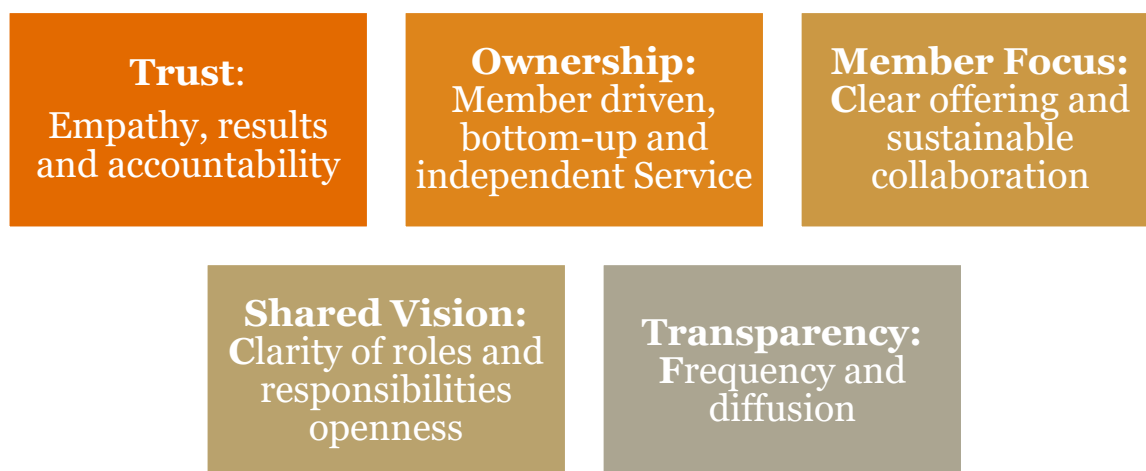 Trust:
Empathy, results
and accountability
Ownership:
Member driven,
bottom-up and
independent Service
Member Focus:
Clear offering and
sustainable
collaboration
Shared Vision:
Clarity of roles and
responsibilities
openness
Transparency:
Frequency and
diffusion